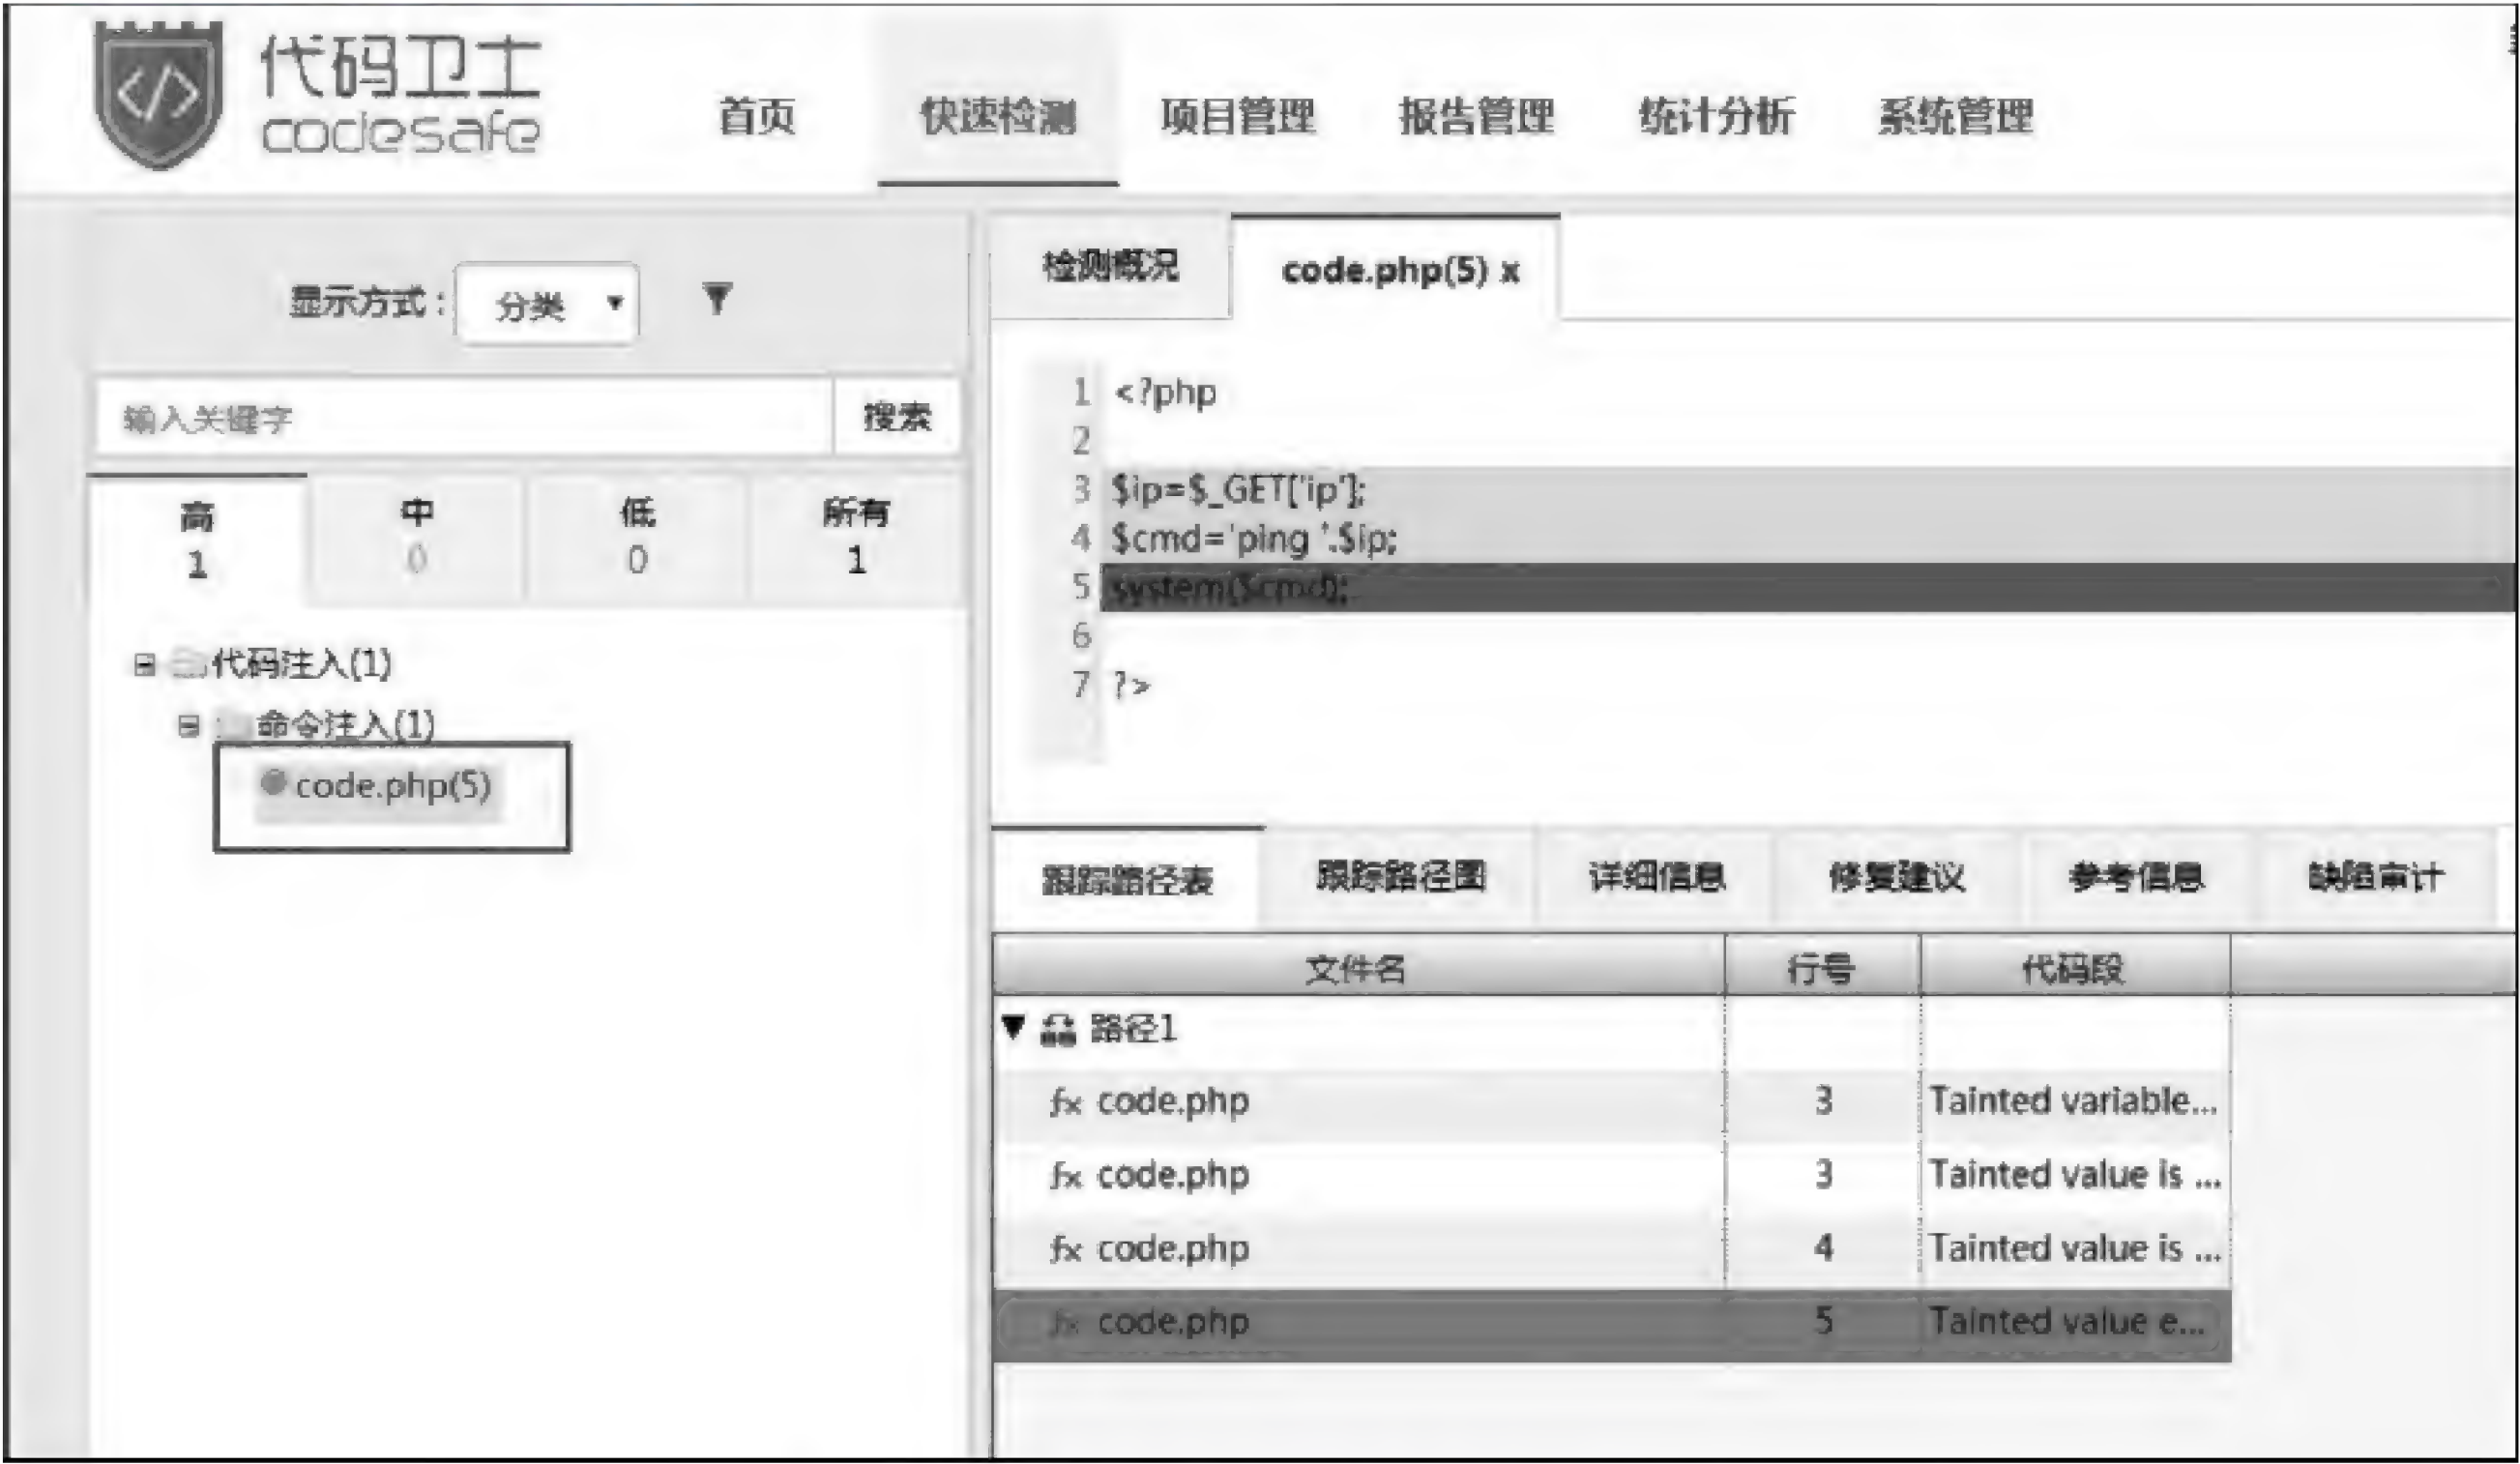 代码卫士
codesafe
首页 快速检测 项目管理 报告管理 统计分析 系统管理
显示方式： 分类
输入关键字 搜索
高 中 低 所有
1 0 0 1
代码注入(1)
命令注入(1)
code.php(5)
检测概况 code.php(5) x
1 <?php
2
3 $ip=$_GET['ip'];
4 $cmd='ping '.$ip;
5 system($cmd);
6
7 ?>
跟踪路径表 跟踪路径图 详细信息 修复建议 参考信息 缺陷审计
文件名 行号 代码段
路径1
fx code.php 3 Tainted variable...
fx code.php 3 Tainted value is ...
fx code.php 4 Tainted value is ...
fx code.php 5 Tainted value e...